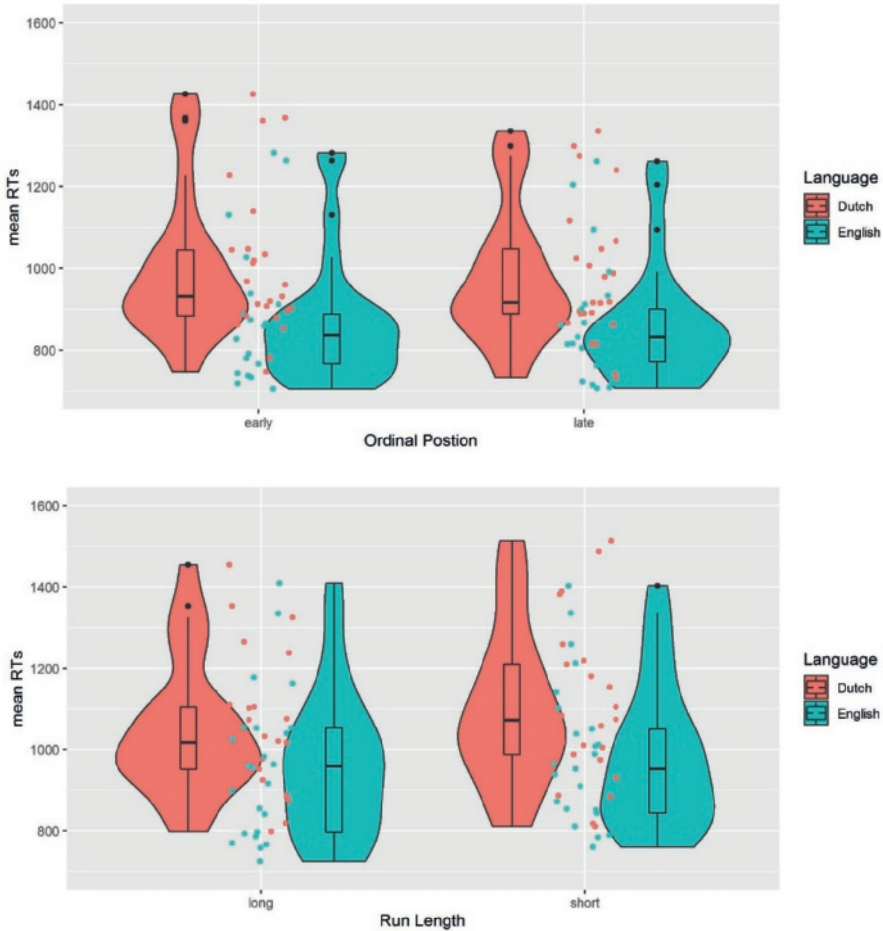 1600
1400
1200
1000
800
mean RTs
early
late
Ordinal Postion
Language
Dutch
English
1600
1400
1200
1000
800
mean RTs
long
short
Run Length
Language
Dutch
English